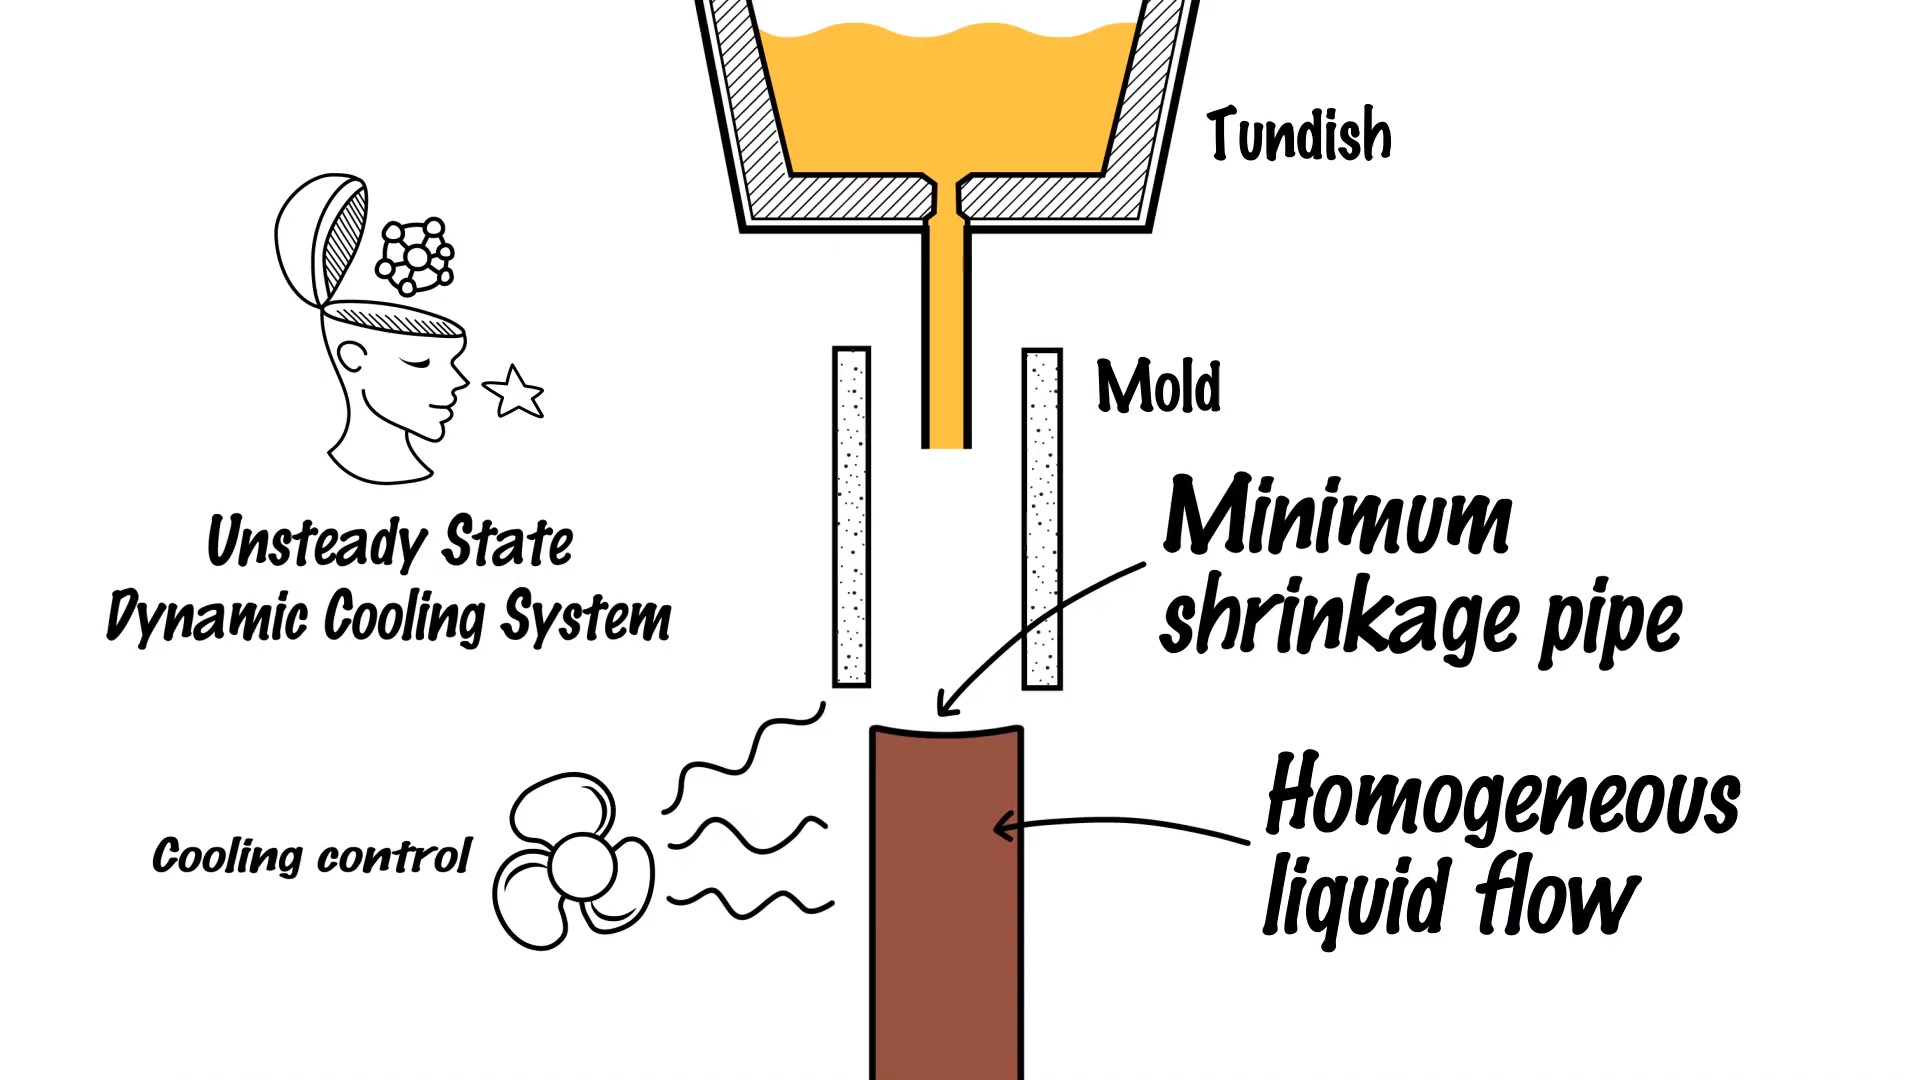 Tundish
Mold
Minimum
shrinkage pipe
Unsteady State
Dynamic Cooling System
Homogeneous
liquid flow
Cooling control